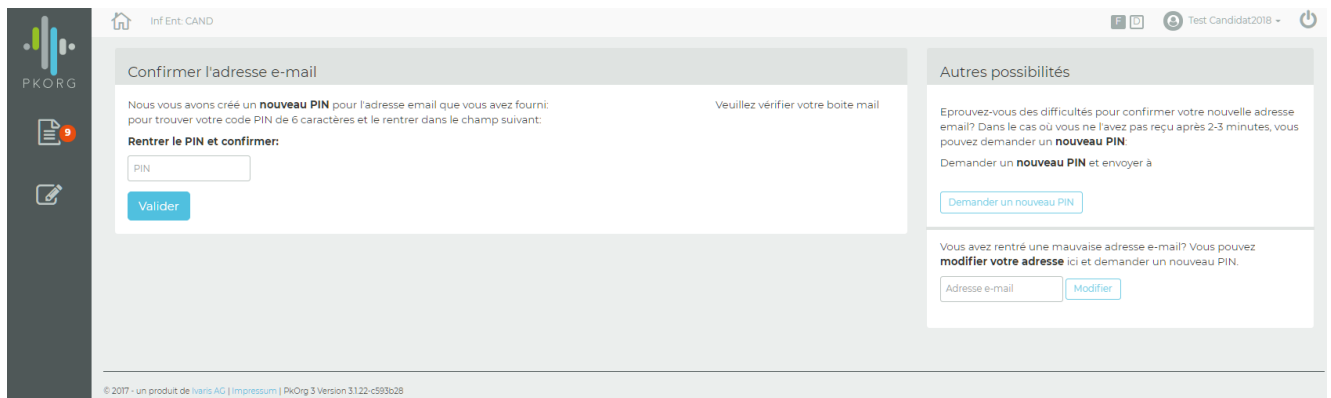 Inf Ent: CAND
F D
Test Candidat2018
PKORG
9
Confirmer l'adresse e-mail
Nous vous avons créé un nouveau PIN pour l'adresse email que vous avez fourni: Veuillez vérifier votre boite mail
pour trouver votre code PIN de 6 caractères et le rentrer dans le champ suivant:
Rentrer le PIN et confirmer:
PIN
Valider
Autres possibilités
Eprouvez-vous des difficultés pour confirmer votre nouvelle adresse
email? Dans le cas où vous ne l'avez pas reçu après 2-3 minutes, vous
pouvez demander un nouveau PIN:
Demander un nouveau PIN et envoyer à
Demander un nouveau PIN
Vous avez rentré une mauvaise adresse e-mail? Vous pouvez
modifier votre adresse ici et demander un nouveau PIN.
Adresse e-mail
Modifier
© 2017 - un produit de Ivaris AG | Impressum | PkOrg 3 Version 3.1.22-c593b28